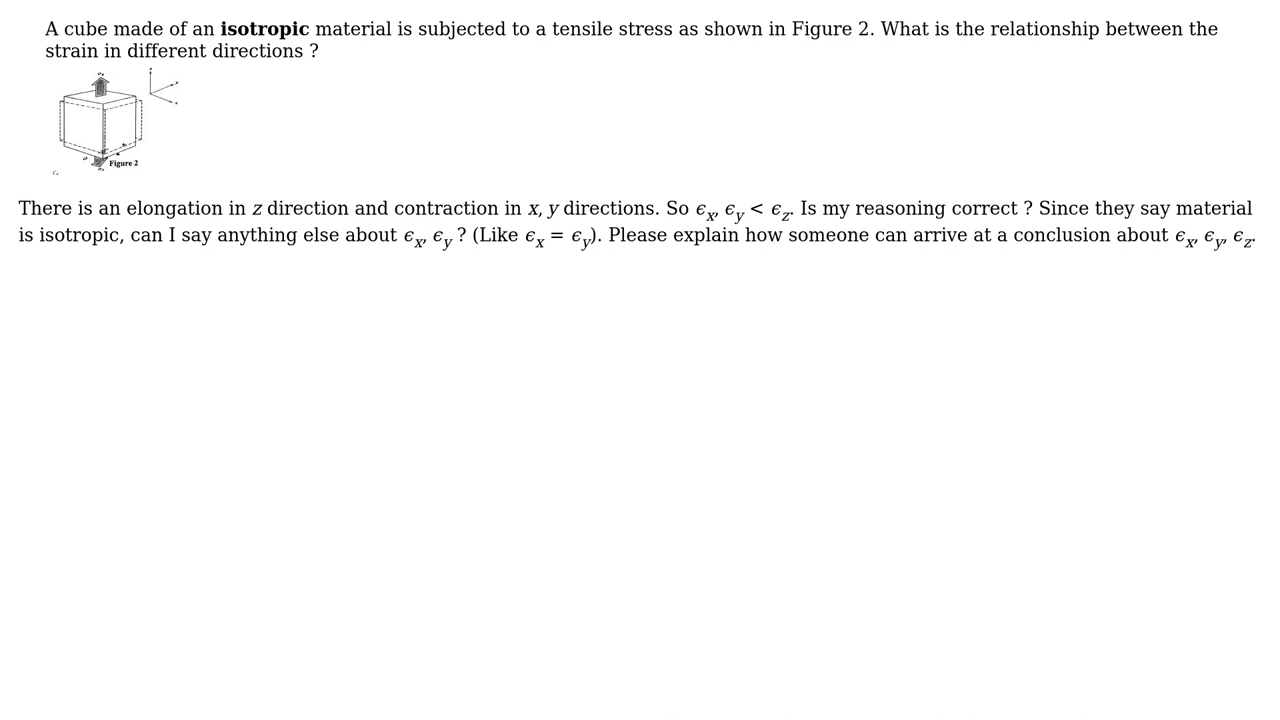 A cube made of an isotropic material is subjected to a tensile stress as shown in Figure 2. What is the relationship between the
strain in different directions ?
Figure 2
There is an elongation in z direction and contraction in x, y directions. So ϵx, ϵy < ϵz. Is my reasoning correct ? Since they say material
is isotropic, can I say anything else about ϵx, ϵy ? (Like ϵx = ϵy). Please explain how someone can arrive at a conclusion about ϵx, ϵy, ϵz.